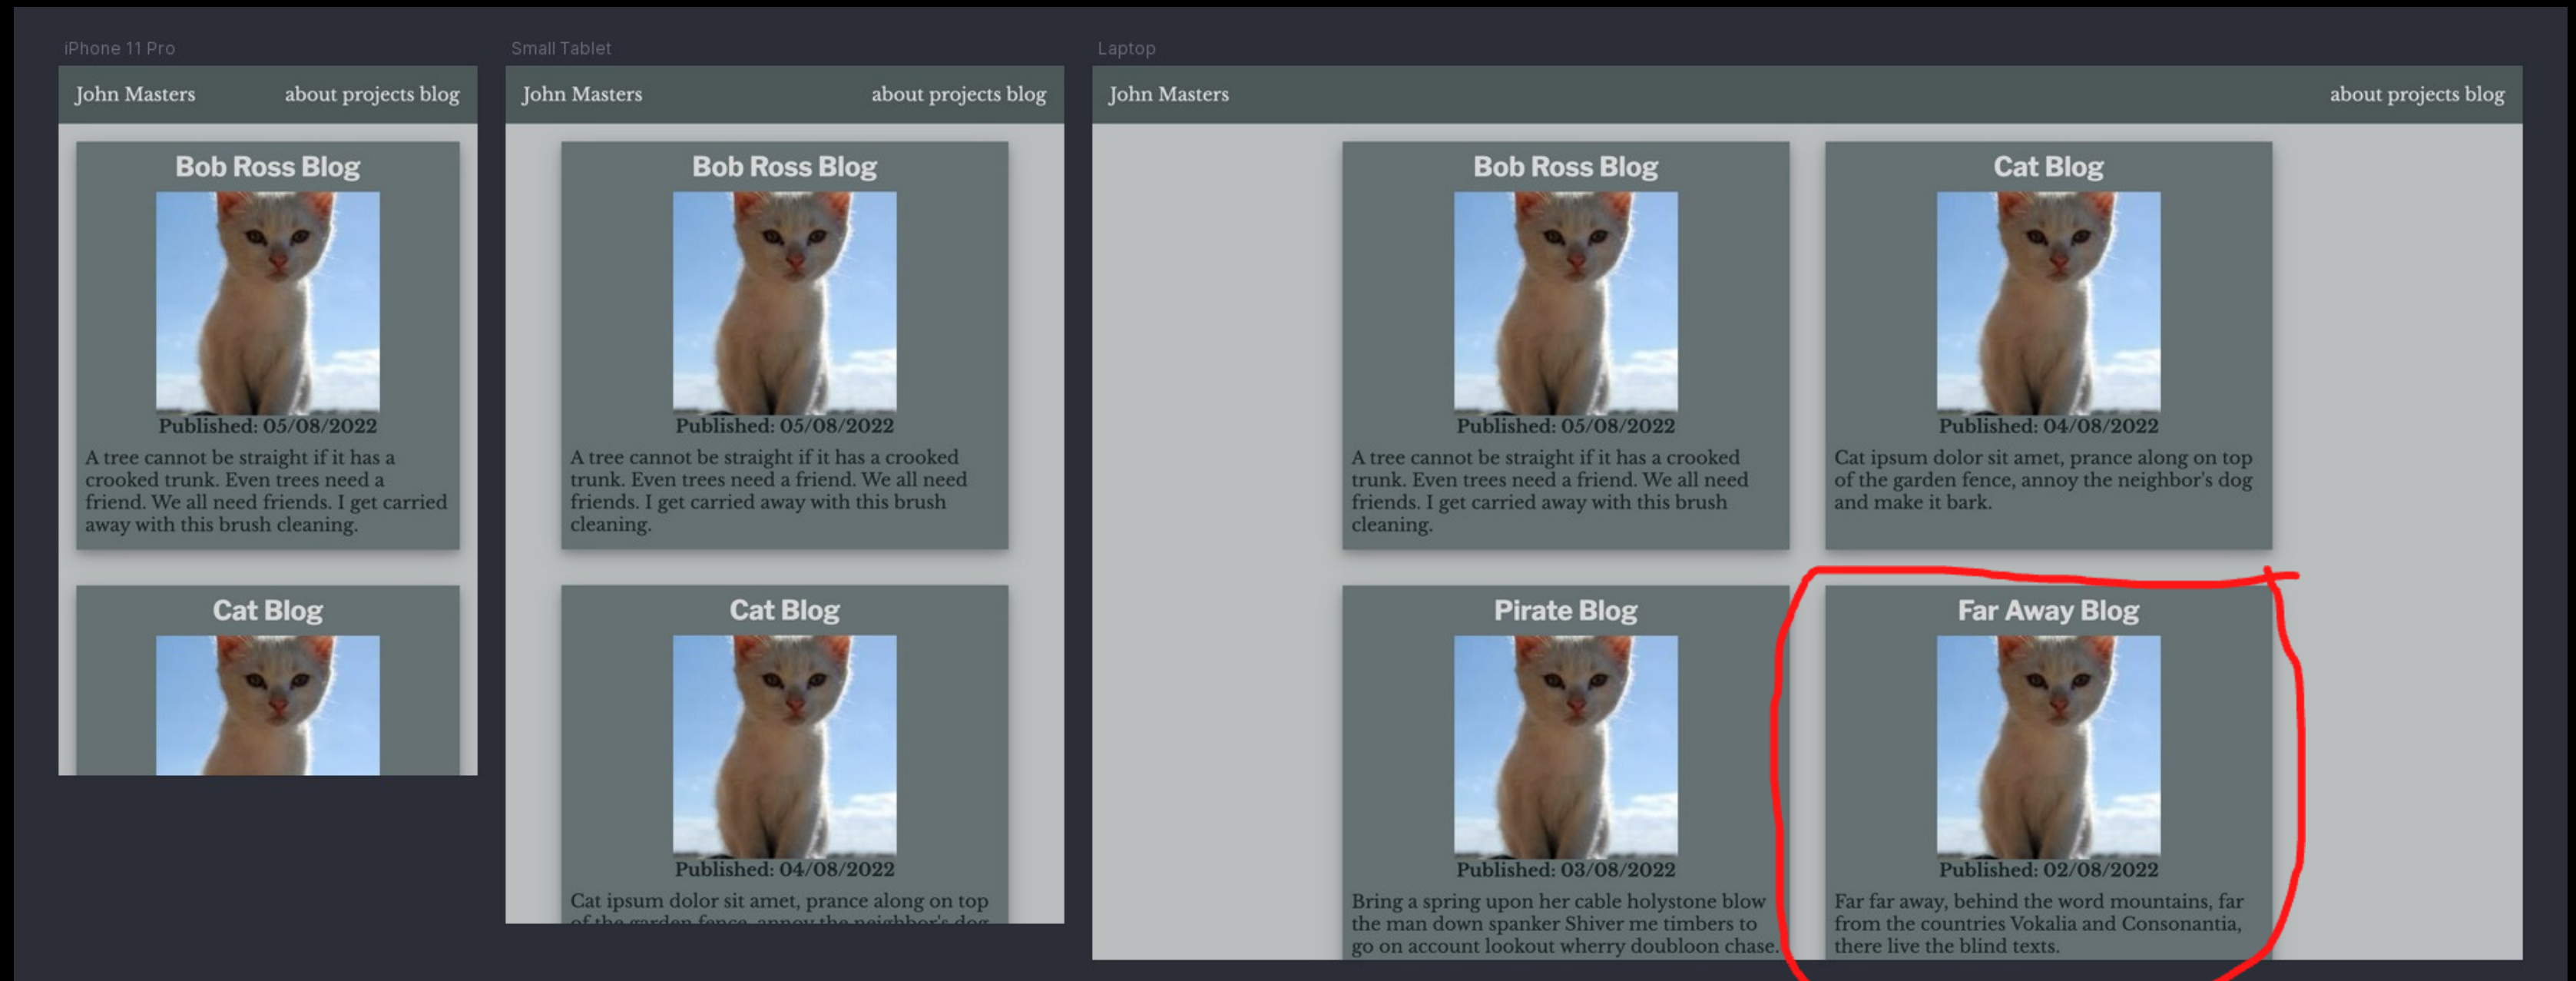 iPhone 11 Pro
John Masters
about projects blog
Bob Ross Blog
Published: 05/08/2022
A tree cannot be straight if it has a
crooked trunk. Even trees need a
friend. We all need friends. I get carried
away with this brush cleaning.
Cat Blog
Small Tablet
John Masters
about projects blog
Bob Ross Blog
Published: 05/08/2022
A tree cannot be straight if it has a crooked
trunk. Even trees need a friend. We all need
friends. I get carried away with this brush
cleaning.
Cat Blog
Published: 04/08/2022
Cat ipsum dolor sit amet, prance along on top
of the garden fence, annoy the neighbor's dog
Laptop
John Masters
about projects blog
Bob Ross Blog
Published: 05/08/2022
A tree cannot be straight if it has a crooked
trunk. Even trees need a friend. We all need
friends. I get carried away with this brush
cleaning.
Cat Blog
Published: 04/08/2022
Cat ipsum dolor sit amet, prance along on top
of the garden fence, annoy the neighbor's dog
and make it bark.
Pirate Blog
Published: 03/08/2022
Bring a spring upon her cable holystone blow
the man down spanker Shiver me timbers to
go on account lookout wherry doubloon chase.
Far Away Blog
Published: 02/08/2022
Far far away, behind the word mountains, far
from the countries Vokalia and Consonantia,
there live the blind texts.